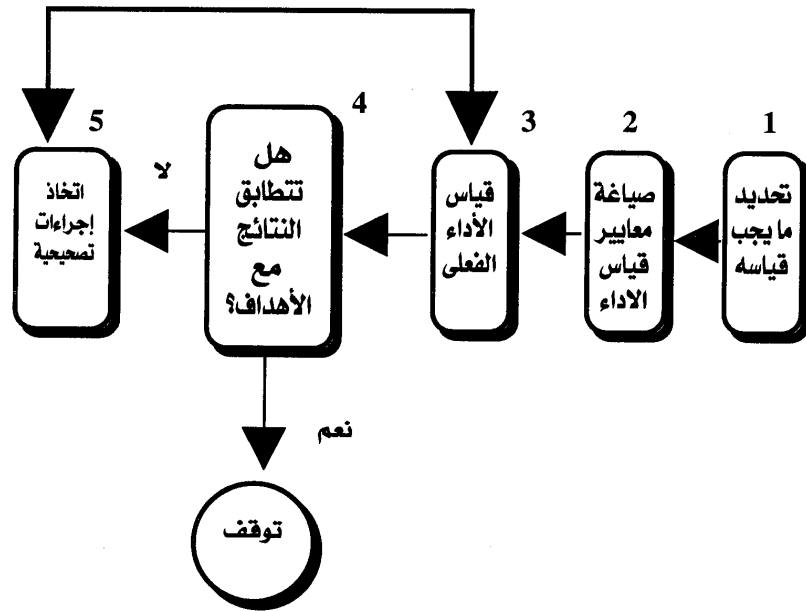 1
تحديد
ما يجب
قياسه
2
صياغة
معايير
قياس
الاداء
3
قياس
الأداء
الفعلى
4
هل
تتطابق
النتائج
مع
الأهداف؟
لا
5
اتخاذ
إجراءات
تصحيحية
نعم
توقف